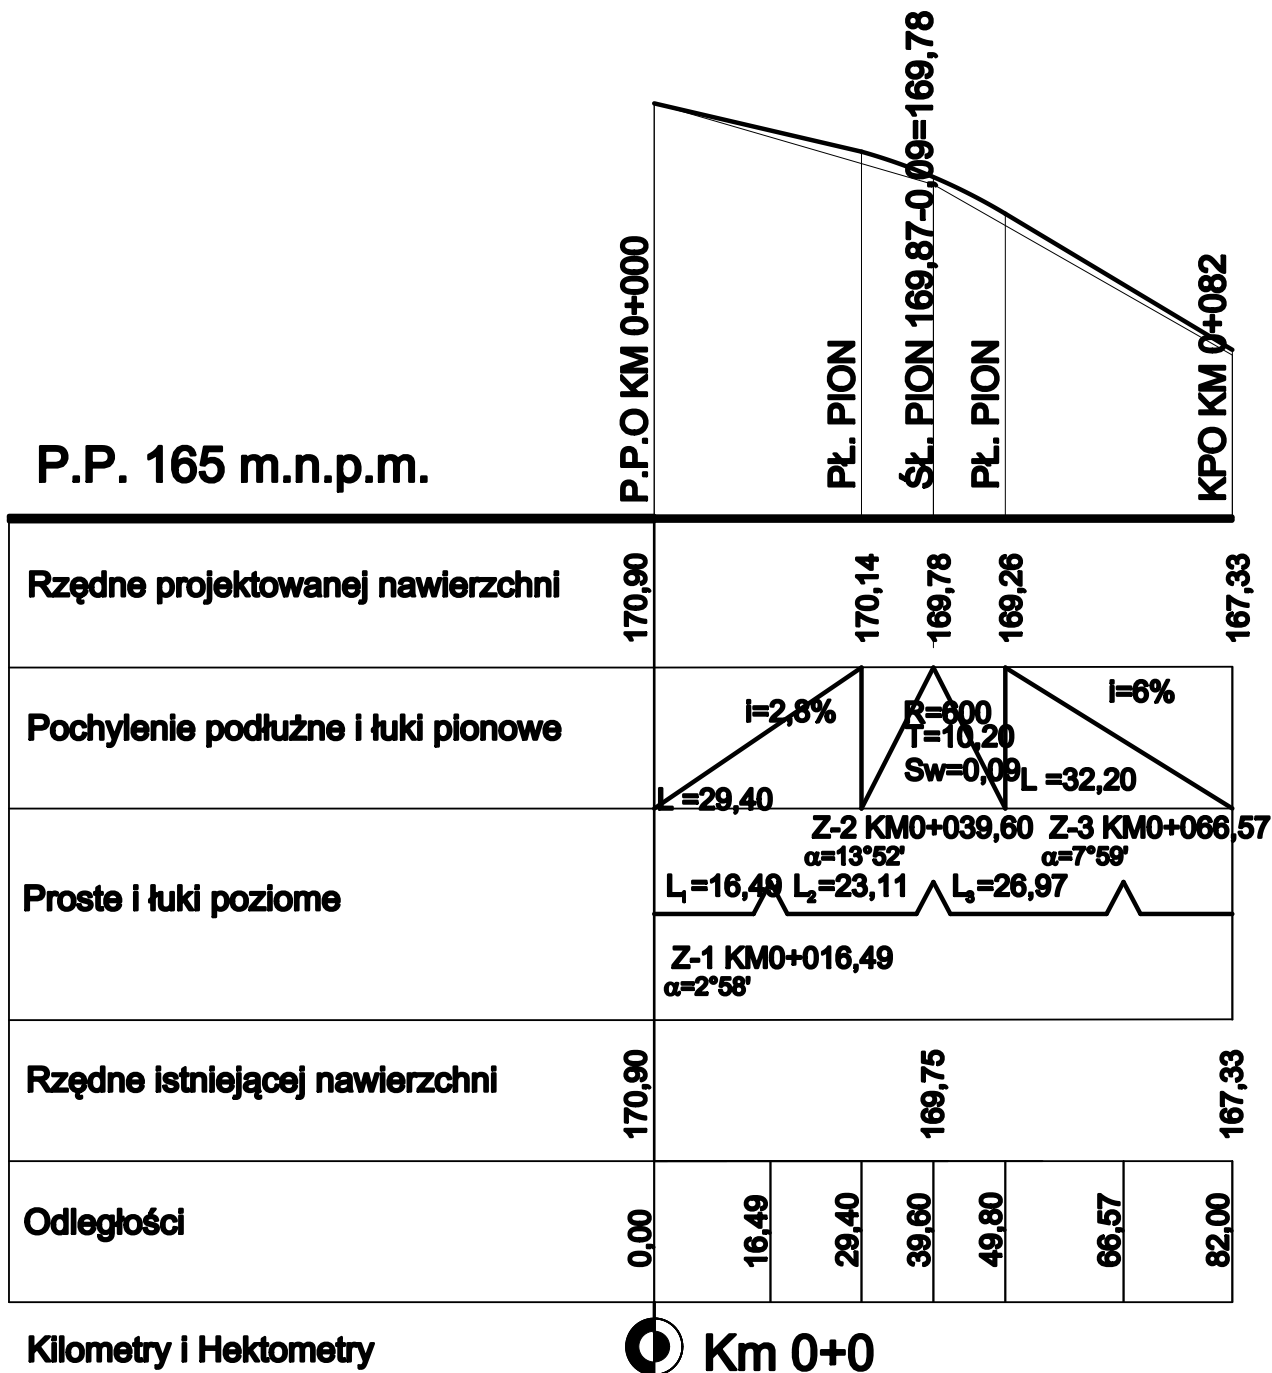 P.P.O KM 0+000
PŁ. PION
ŚŁ. PION 169,87-0,09=169,78
PŁ. PION
KPO KM 0+082
P.P. 165 m.n.p.m.
Rzędne projektowanej nawierzchni
170,90
170,14
169,78
169,26
167,33
Pochylenie podłużne i łuki pionowe
i=2,8%
L =29,40
R=600
T=10,20
Sw=0,09
L =32,20
i=6%
Proste i łuki poziome
Z-2 KM0+039,60
α=13°52'
Z-3 KM0+066,57
α=7°59'
L₁=16,49
L₂=23,11
L₃=26,97
Z-1 KM0+016,49
α=2°58'
Rzędne istniejącej nawierzchni
170,90
169,75
167,33
Odległości
0,00
16,49
29,40
39,60
49,80
66,57
82,00
Kilometry i Hektometry
Km 0+0